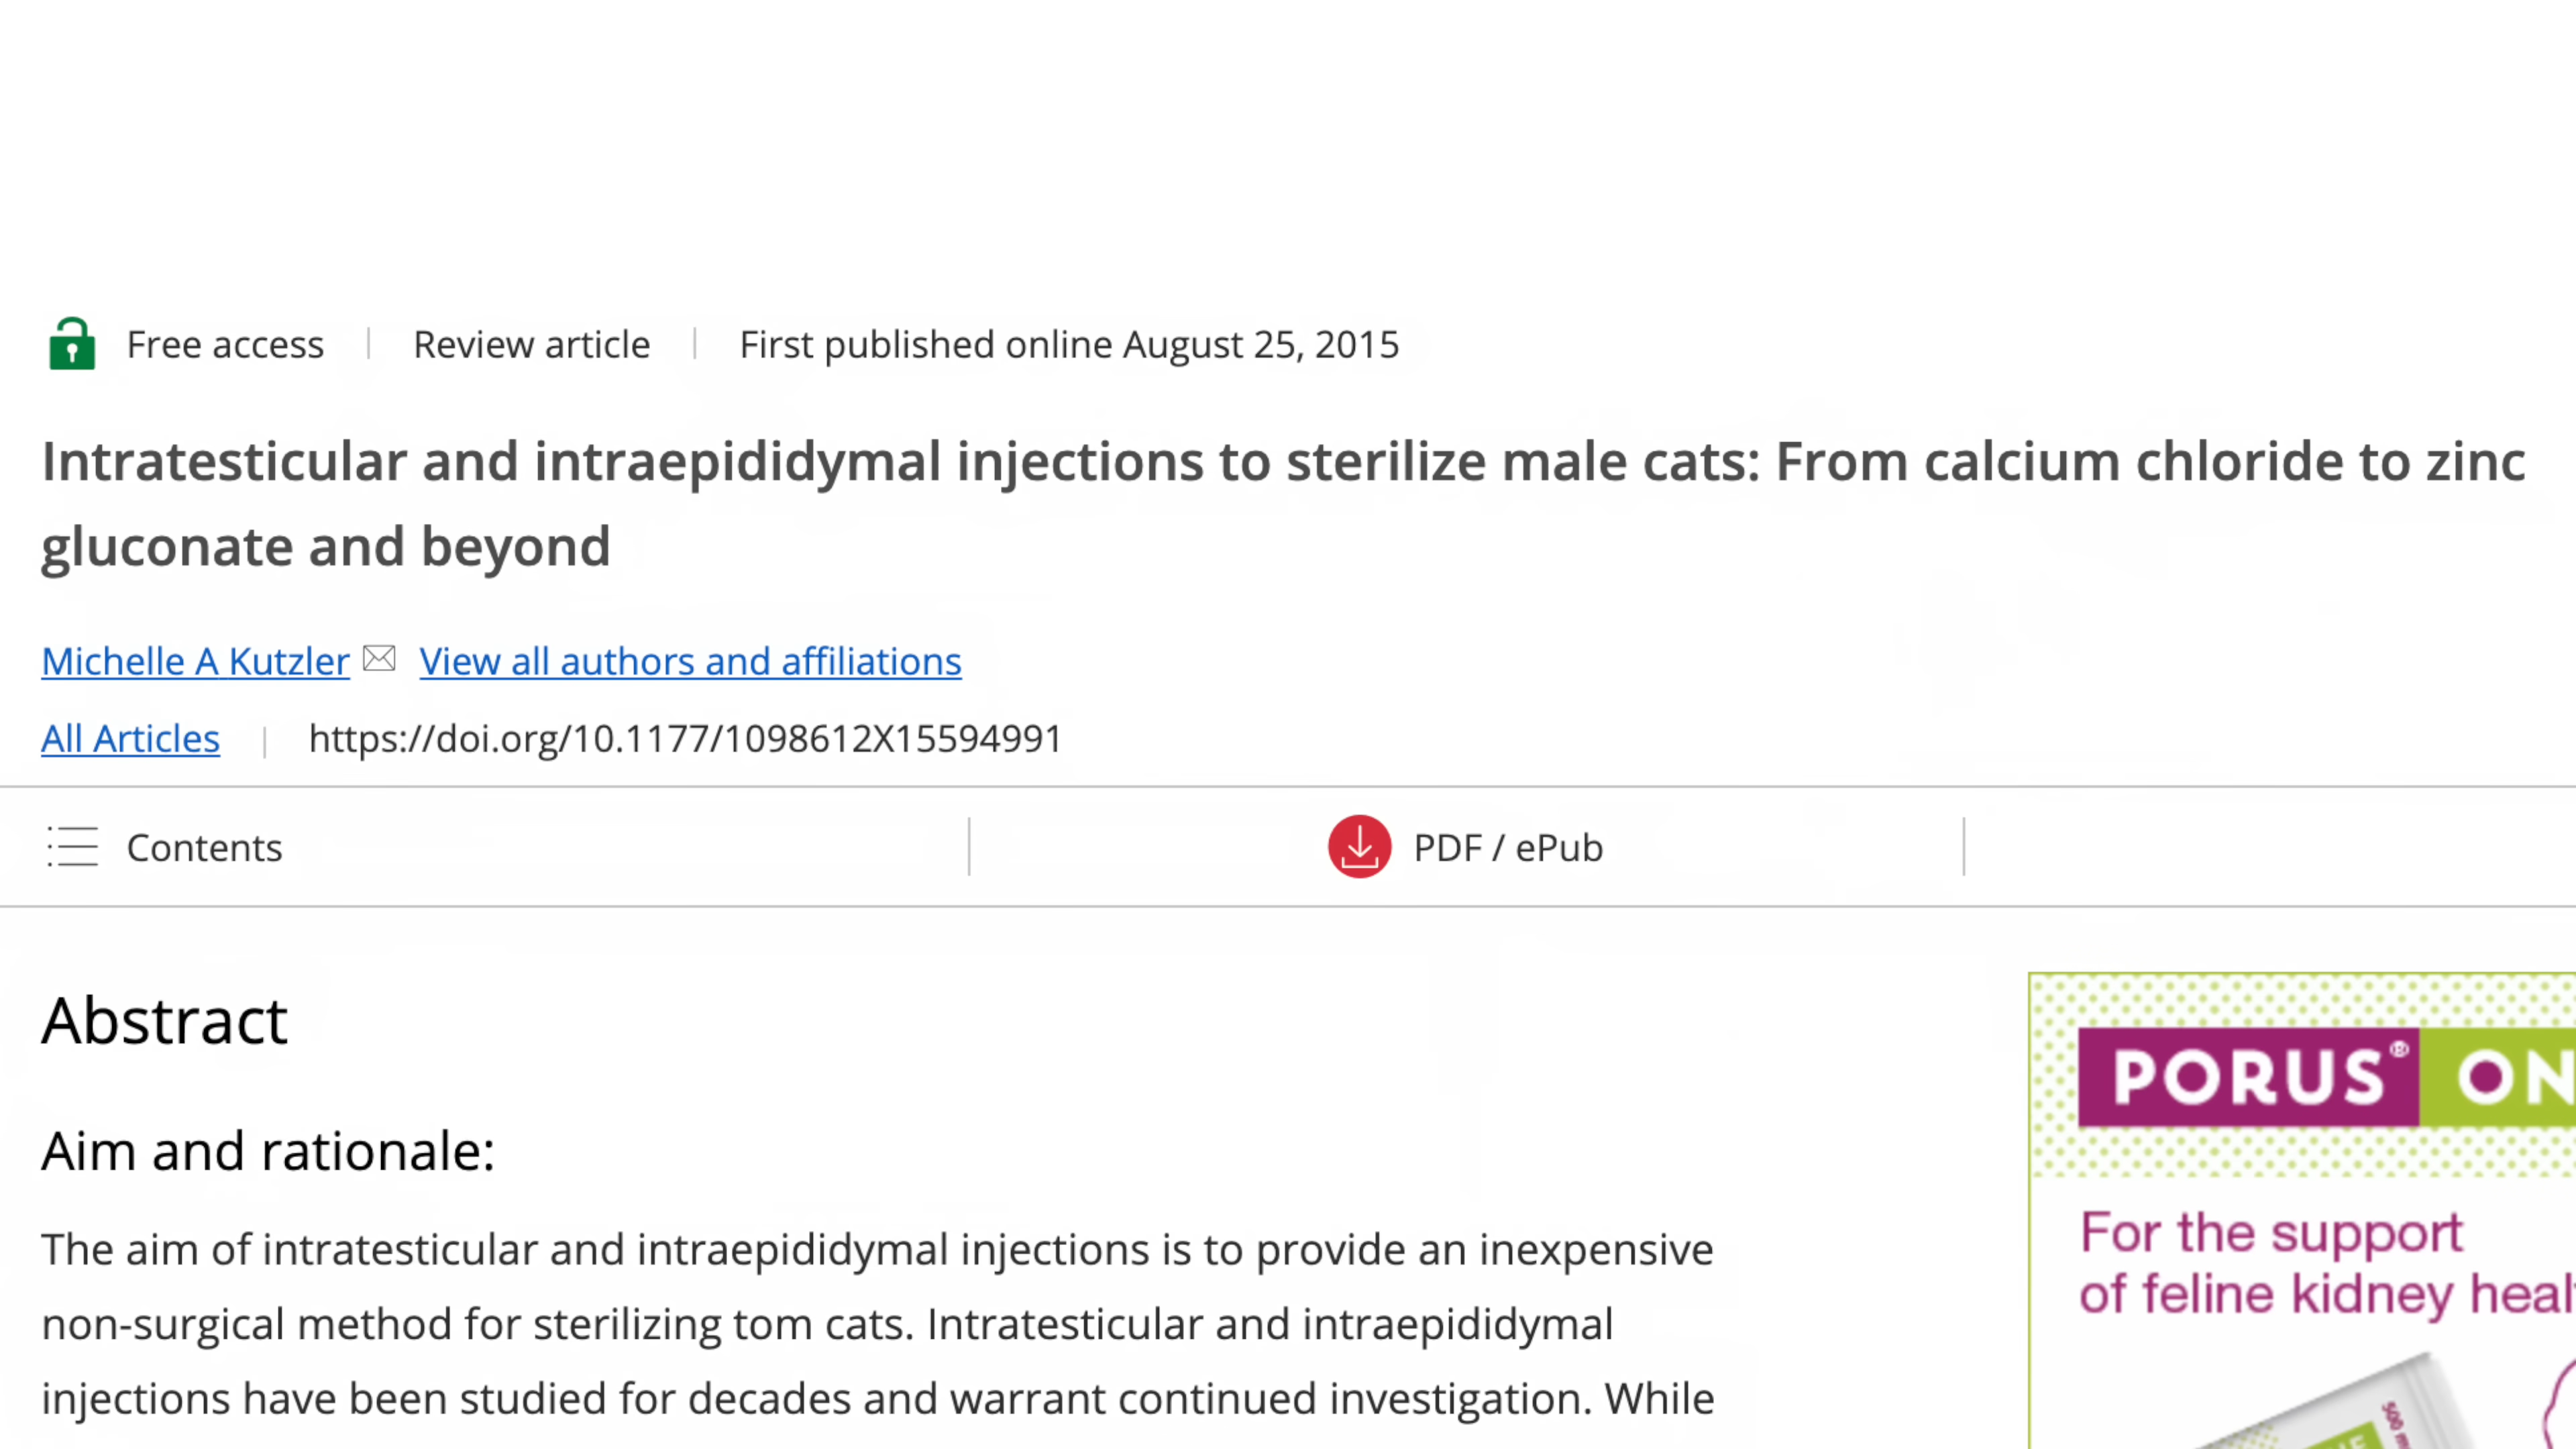 Free access | Review article | First published online August 25, 2015
Intratesticular and intraepididymal injections to sterilize male cats: From calcium chloride to zinc
gluconate and beyond
Michelle A Kutzler View all authors and affiliations
All Articles | https://doi.org/10.1177/1098612X15594991
Contents
PDF / ePub
Abstract
Aim and rationale:
The aim of intratesticular and intraepididymal injections is to provide an inexpensive
non-surgical method for sterilizing tom cats. Intratesticular and intraepididymal
injections have been studied for decades and warrant continued investigation. While
PORUS® ON
For the support
of feline kidney heal
500 m